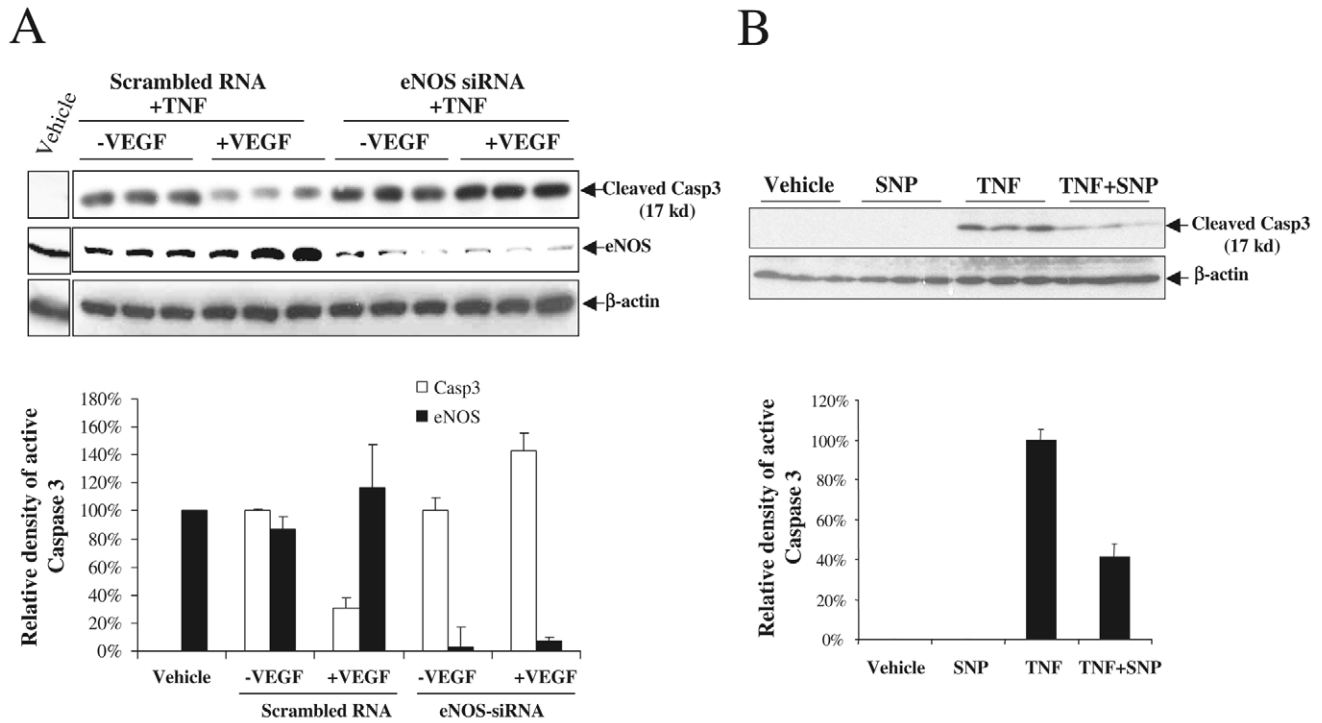 A
Vehicle
Scrambled RNA
+TNF
eNOS siRNA
+TNF
-VEGF
+VEGF
-VEGF
+VEGF
Cleaved Casp3
(17 kd)
eNOS
β-actin
Relative density of active
Caspase 3
Casp3
eNOS
180%
160%
140%
120%
100%
80%
60%
40%
20%
0%
Vehicle
-VEGF
+VEGF
-VEGF
+VEGF
Scrambled RNA
eNOS-siRNA
B
Vehicle
SNP
TNF
TNF+SNP
Cleaved Casp3
(17 kd)
β-actin
Relative density of active
Caspase 3
120%
100%
80%
60%
40%
20%
0%
Vehicle
SNP
TNF
TNF+SNP